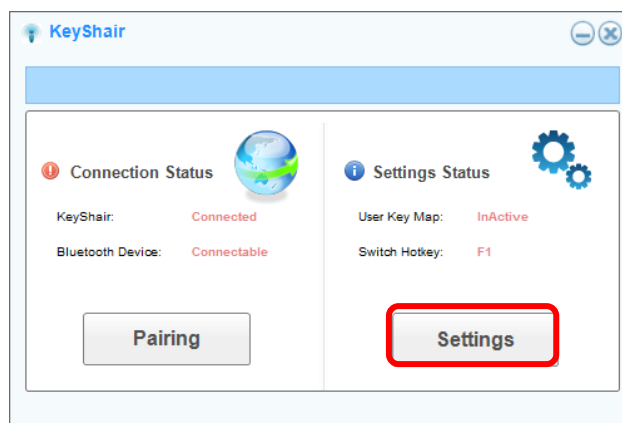 KeyShair
Connection Status
KeyShair: Connected
Bluetooth Device: Connectable
Pairing
Settings Status
User Key Map: InActive
Switch Hotkey: F1
Settings